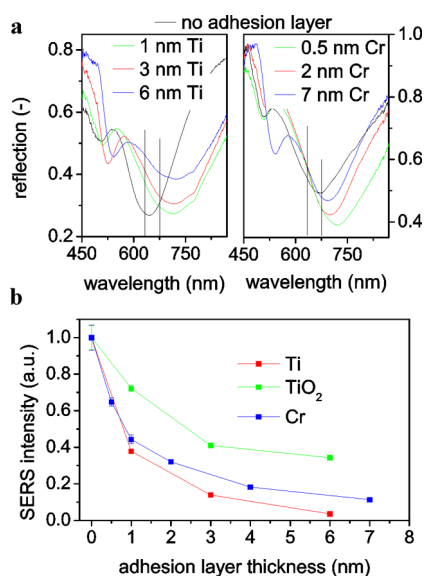 a
no adhesion layer
1 nm Ti
3 nm Ti
6 nm Ti
0.5 nm Cr
2 nm Cr
7 nm Cr
0.8
0.6
0.4
0.2
reflection (-)
1.0
0.8
0.6
0.4
450 600 750
450 600 750
wavelength (nm)
wavelength (nm)
b
SERS intensity (a.u.)
1.0
0.8
0.6
0.4
0.2
0.0
Ti
TiO2
Cr
0 1 2 3 4 5 6 7 8
adhesion layer thickness (nm)